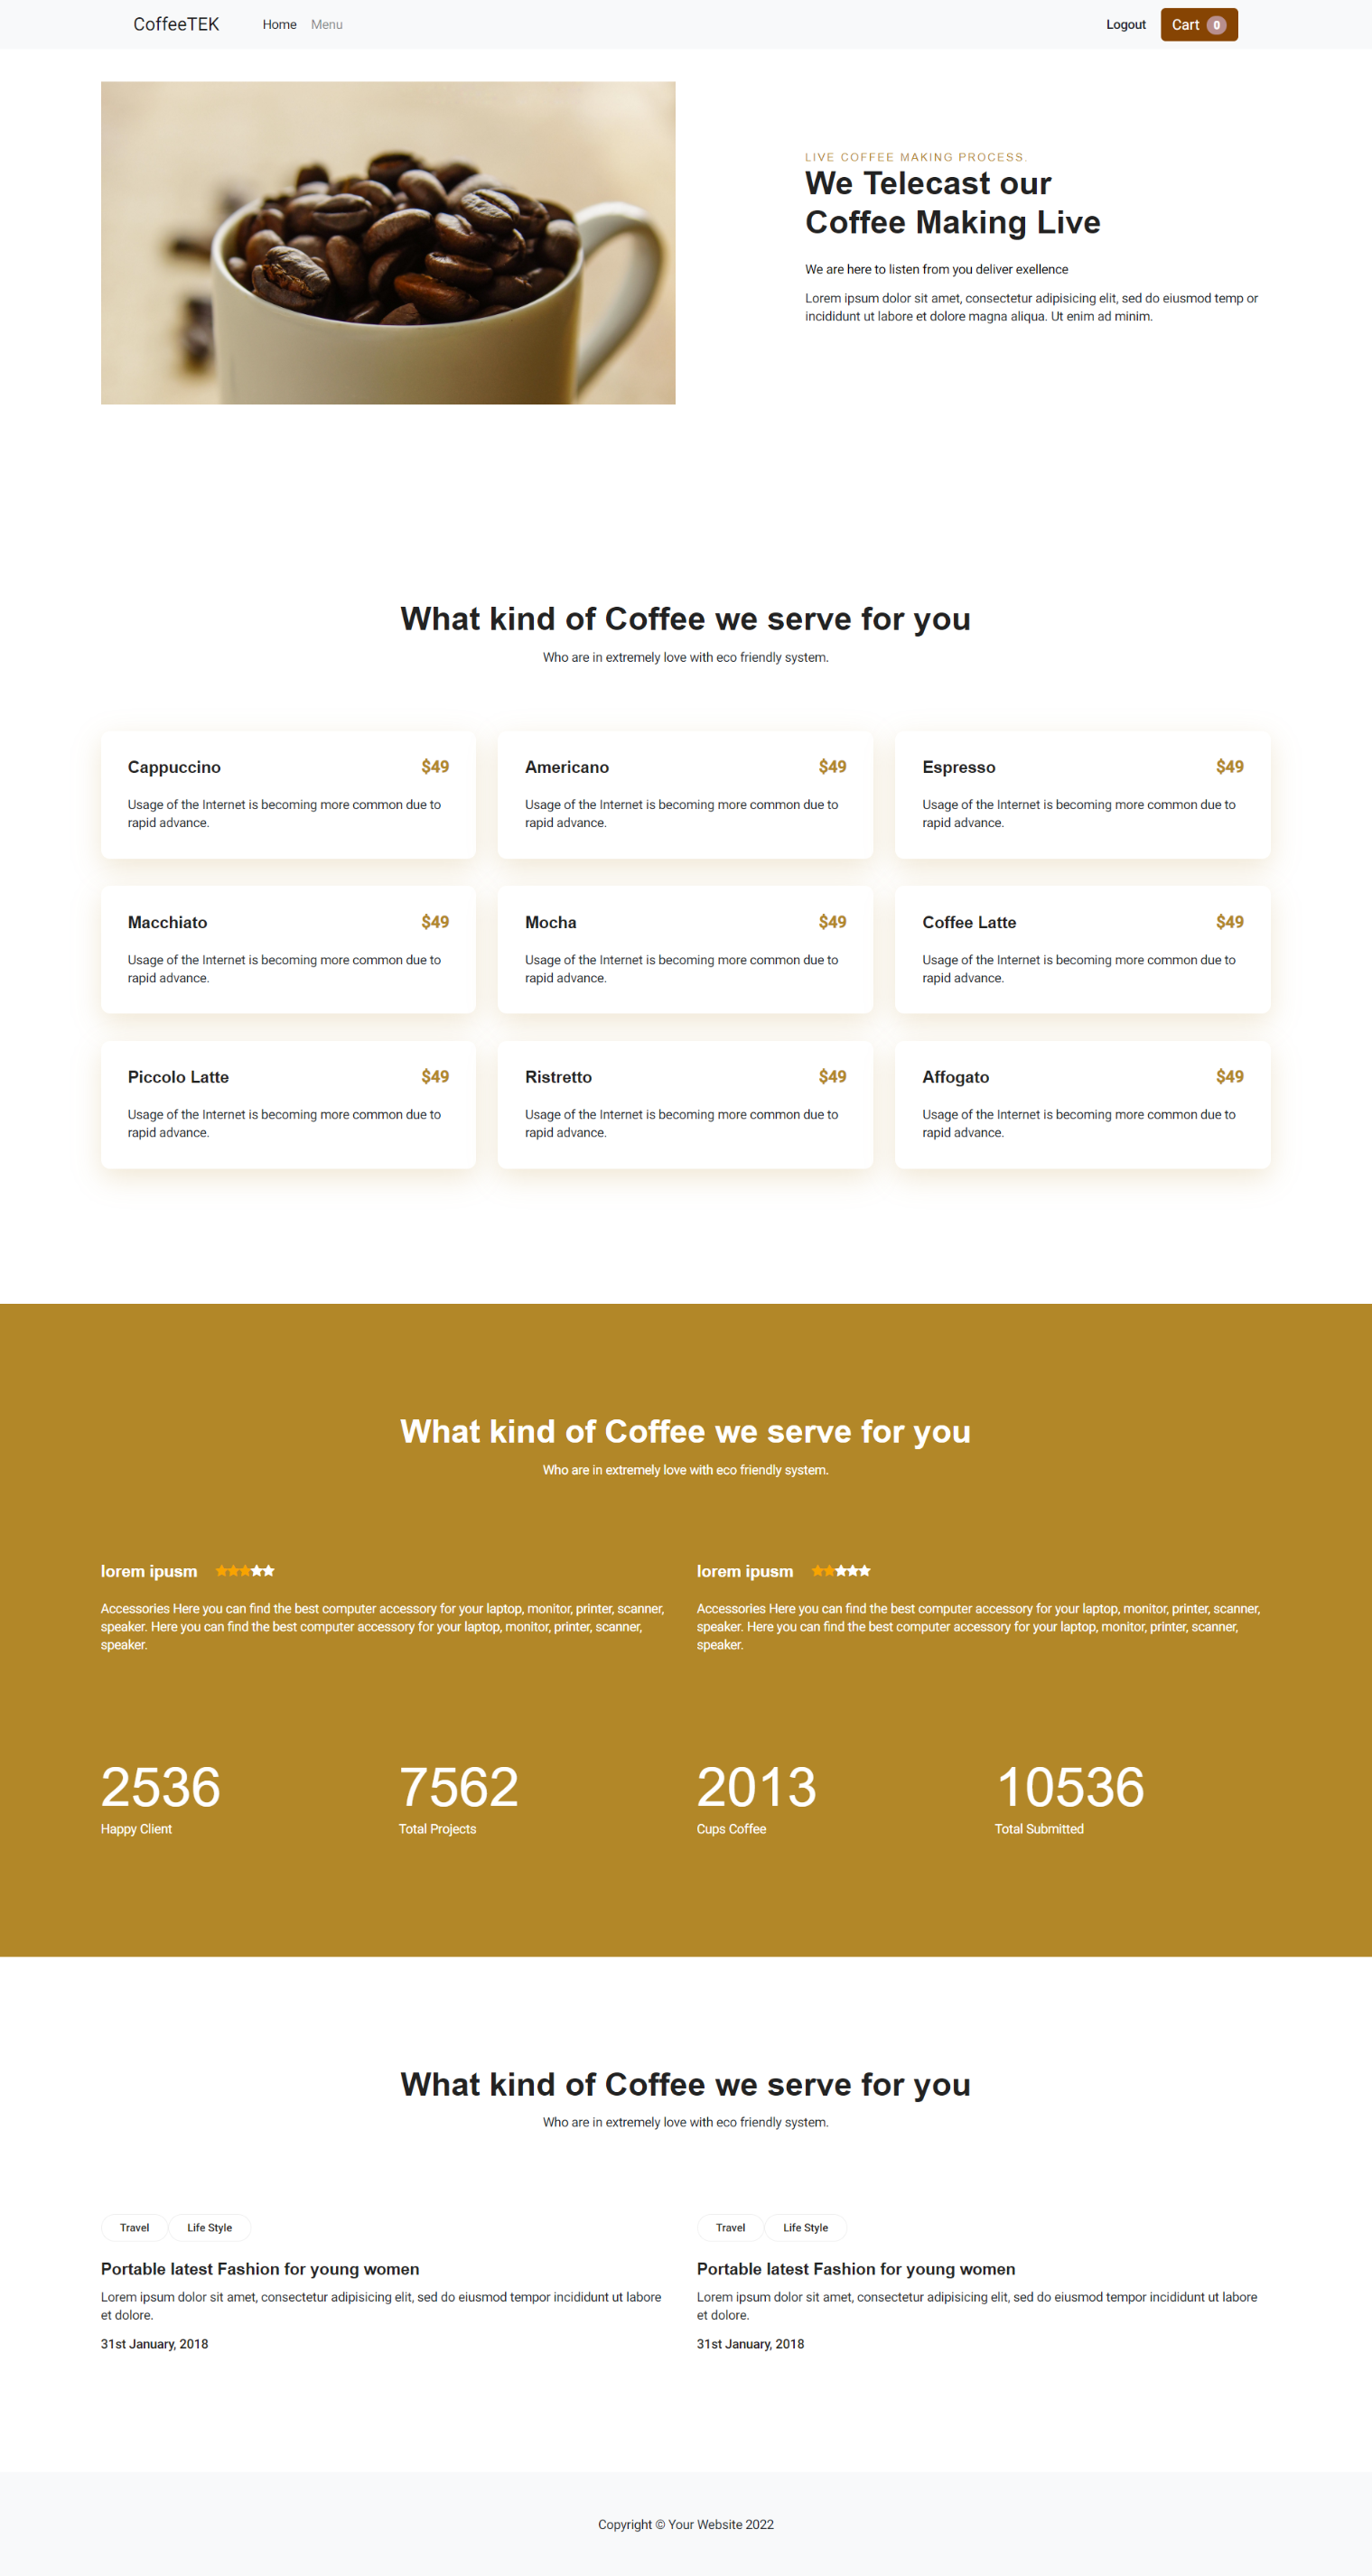 CoffeeTEK Home Menu Logout Cart 0
LIVE COFFEE MAKING PROCESS.
We Telecast our
Coffee Making Live
We are here to listen from you deliver exellence
Lorem ipsum dolor sit amet, consectetur adipisicing elit, sed do eiusmod temp or
incididunt ut labore et dolore magna aliqua. Ut enim ad minim.
What kind of Coffee we serve for you
Who are in extremely love with eco friendly system.
Cappuccino $49
Usage of the Internet is becoming more common due to
rapid advance.
Americano $49
Usage of the Internet is becoming more common due to
rapid advance.
Espresso $49
Usage of the Internet is becoming more common due to
rapid advance.
Macchiato $49
Usage of the Internet is becoming more common due to
rapid advance.
Mocha $49
Usage of the Internet is becoming more common due to
rapid advance.
Coffee Latte $49
Usage of the Internet is becoming more common due to
rapid advance.
Piccolo Latte $49
Usage of the Internet is becoming more common due to
rapid advance.
Ristretto $49
Usage of the Internet is becoming more common due to
rapid advance.
Affogato $49
Usage of the Internet is becoming more common due to
rapid advance.
What kind of Coffee we serve for you
Who are in extremely love with eco friendly system.
lorem ipusm
Accessories Here you can find the best computer accessory for your laptop, monitor, printer, scanner,
speaker. Here you can find the best computer accessory for your laptop, monitor, printer, scanner,
speaker.
lorem ipusm
Accessories Here you can find the best computer accessory for your laptop, monitor, printer, scanner,
speaker. Here you can find the best computer accessory for your laptop, monitor, printer, scanner,
speaker.
2536
Happy Client
7562
Total Projects
2013
Cups Coffee
10536
Total Submitted
What kind of Coffee we serve for you
Who are in extremely love with eco friendly system.
Travel Life Style
Portable latest Fashion for young women
Lorem ipsum dolor sit amet, consectetur adipisicing elit, sed do eiusmod tempor incididunt ut labore
et dolore.
31st January, 2018
Travel Life Style
Portable latest Fashion for young women
Lorem ipsum dolor sit amet, consectetur adipisicing elit, sed do eiusmod tempor incididunt ut labore
et dolore.
31st January, 2018
Copyright © Your Website 2022